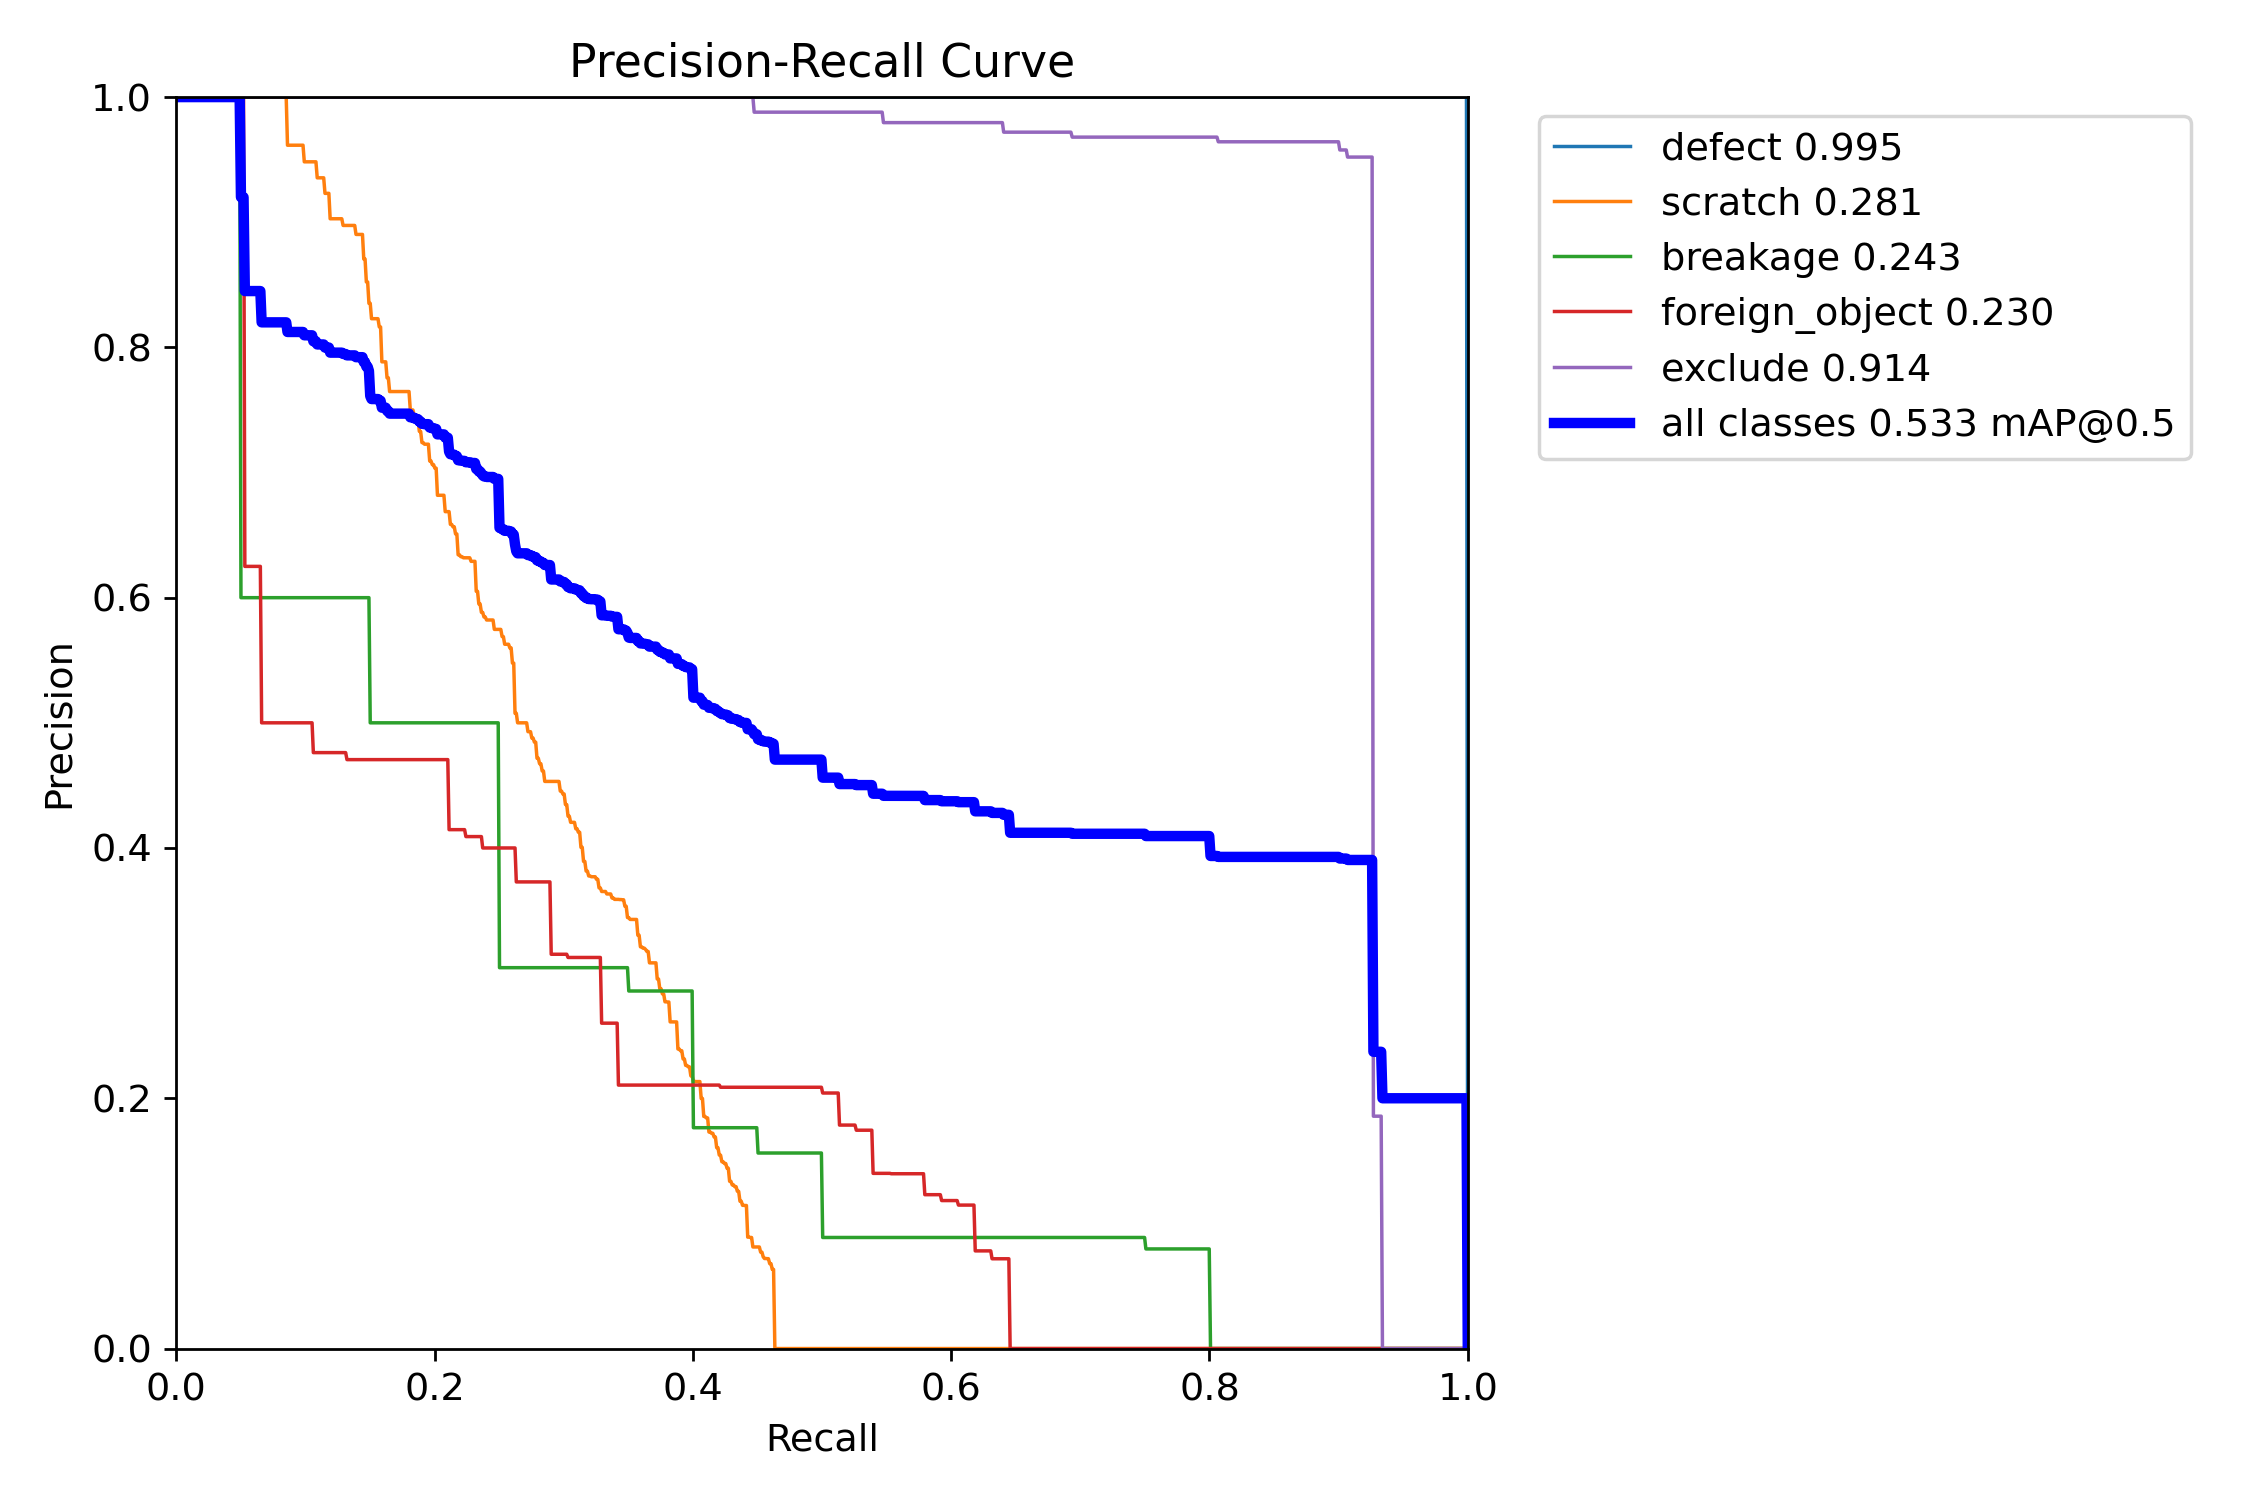 Precision-Recall Curve
1.0
0.8
0.6
0.4
0.2
0.0
Precision
0.0 0.2 0.4 0.6 0.8 1.0
Recall
defect 0.995
scratch 0.281
breakage 0.243
foreign_object 0.230
exclude 0.914
all classes 0.533 mAP@0.5